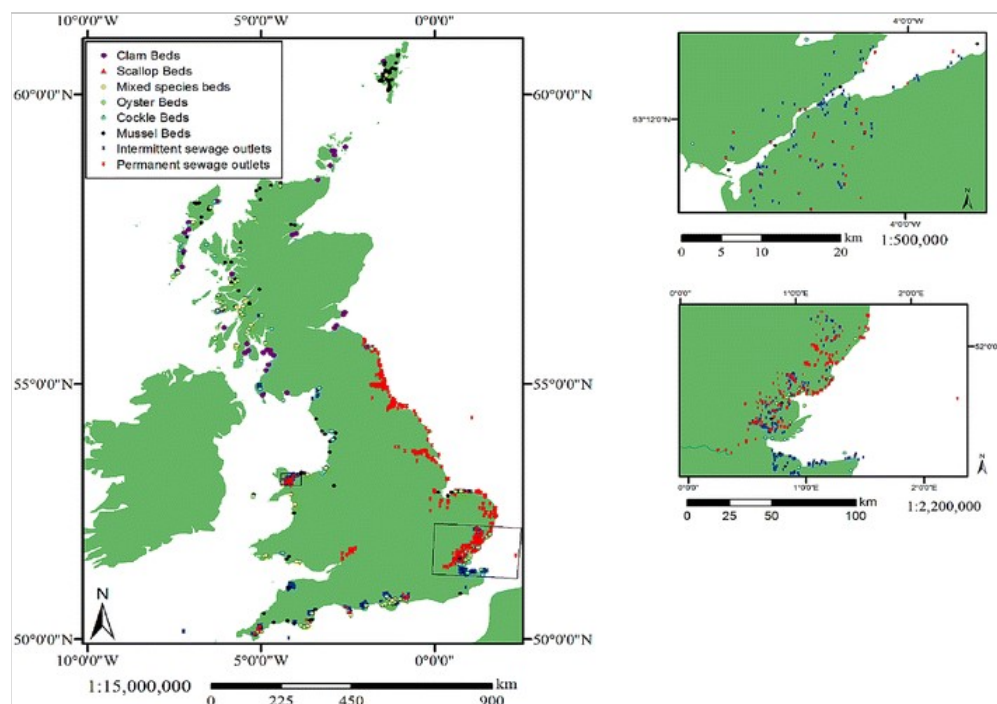 10°0'0"W 5°0'0"W 0°0'0"
60°0'0"N 60°0'0"N
55°0'0"N 55°0'0"N
50°0'0"N 50°0'0"N
Clam Beds
Scallop Beds
Mixed species beds
Oyster Beds
Cockle Beds
Mussel Beds
Intermittent sewage outlets
Permanent sewage outlets
N
10°0'0"W 5°0'0"W 0°0'0"
1:15,000,000
km
0 225 450 900
4°0'0"W
53°12'0"N
N
4°0'0"W
km
0 5 10 20
1:500,000
0°0'0" 1°0'0"E 2°0'0"E
52°0'0
N
0°0'0" 1°0'0"E 2°0'0"E
km
0 25 50 100
1:2,200,000